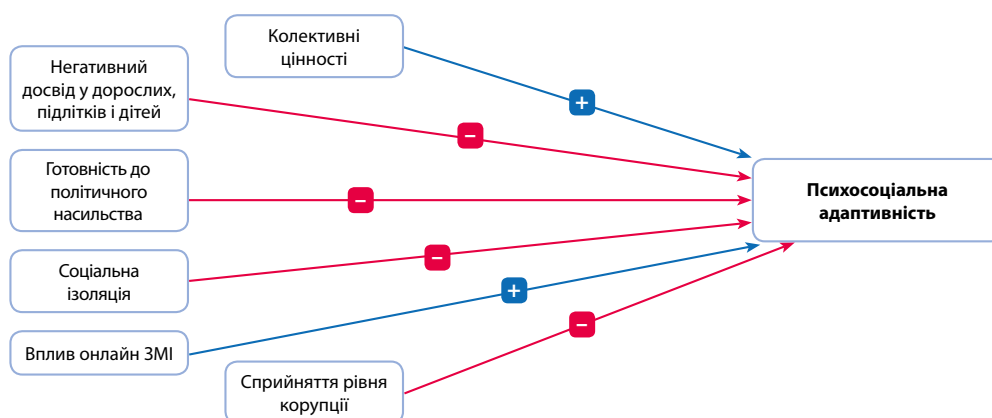 Колективні
цінності
Негативний
досвід у дорослих,
підлітків і дітей
+
−
Готовність до
політичного
насильства
−
Психосоціальна
адаптивність
Соціальна
ізоляція
−
+
Вплив онлайн ЗМІ
−
Сприйняття рівня
корупції